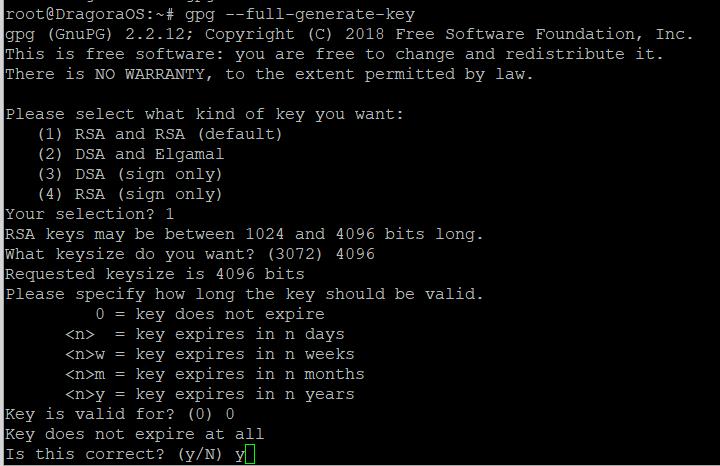 root@DragoraOS:~# gpg --full-generate-key
gpg (GnuPG) 2.2.12; Copyright (C) 2018 Free Software Foundation, Inc.
This is free software: you are free to change and redistribute it.
There is NO WARRANTY, to the extent permitted by law.

Please select what kind of key you want:
   (1) RSA and RSA (default)
   (2) DSA and Elgamal
   (3) DSA (sign only)
   (4) RSA (sign only)
Your selection? 1
RSA keys may be between 1024 and 4096 bits long.
What keysize do you want? (3072) 4096
Requested keysize is 4096 bits
Please specify how long the key should be valid.
         0 = key does not expire
      <n>  = key expires in n days
      <n>w = key expires in n weeks
      <n>m = key expires in n months
      <n>y = key expires in n years
Key is valid for? (0) 0
Key does not expire at all
Is this correct? (y/N) y